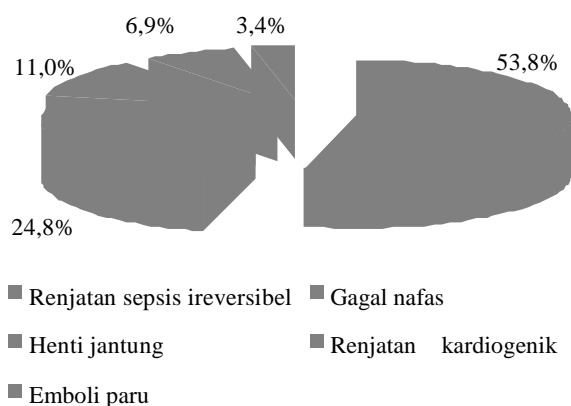 6,9% 3,4%
11,0% 53,8%
24,8%
Renjatan sepsis ireversibel Gagal nafas
Henti jantung Renjatan kardiogenik
Emboli paru